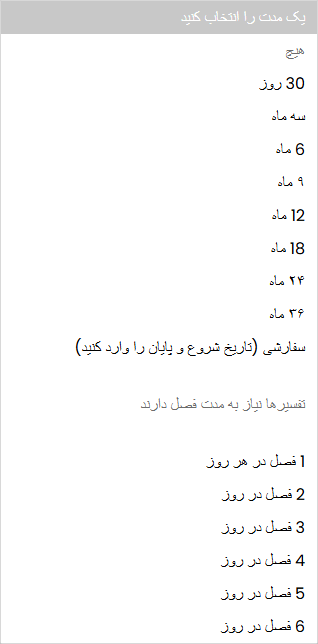 یک مدت را انتخاب کنید
هیچ
30 روز
سه ماه
6 ماه
۹ ماه
12 ماه
18 ماه
۲۴ ماه
۳۶ ماه
سفارشی (تاریخ شروع و پایان را وارد کنید)
تفسیرها نیاز به مدت فصل دارند
1 فصل در هر روز
2 فصل در روز
3 فصل در روز
4 فصل در روز
5 فصل در روز
6 فصل در روز